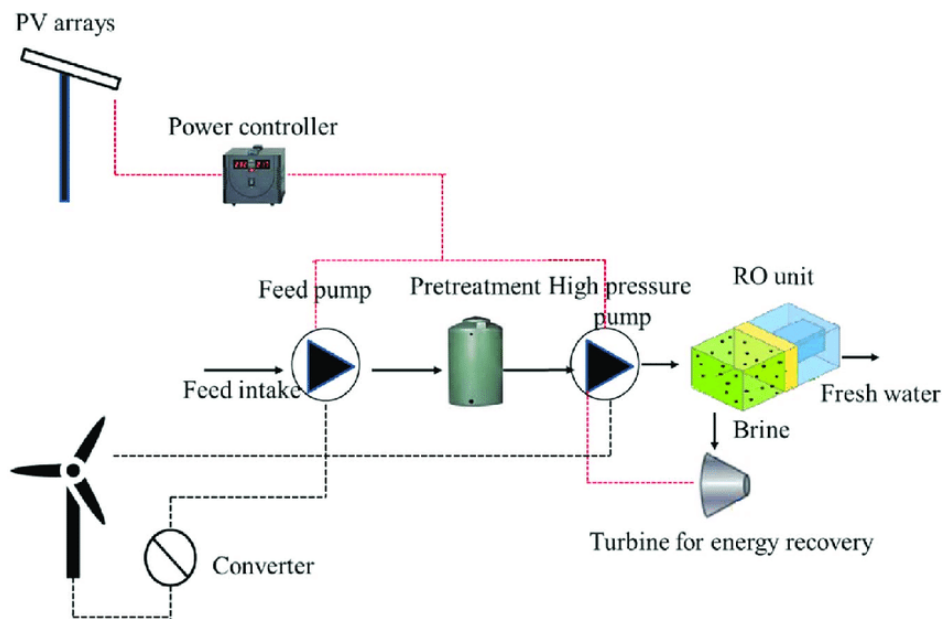 PV arrays
Power controller
Feed pump
Pretreatment
High pressure
pump
RO unit
Feed intake
Fresh water
Brine
Turbine for energy recovery
Converter